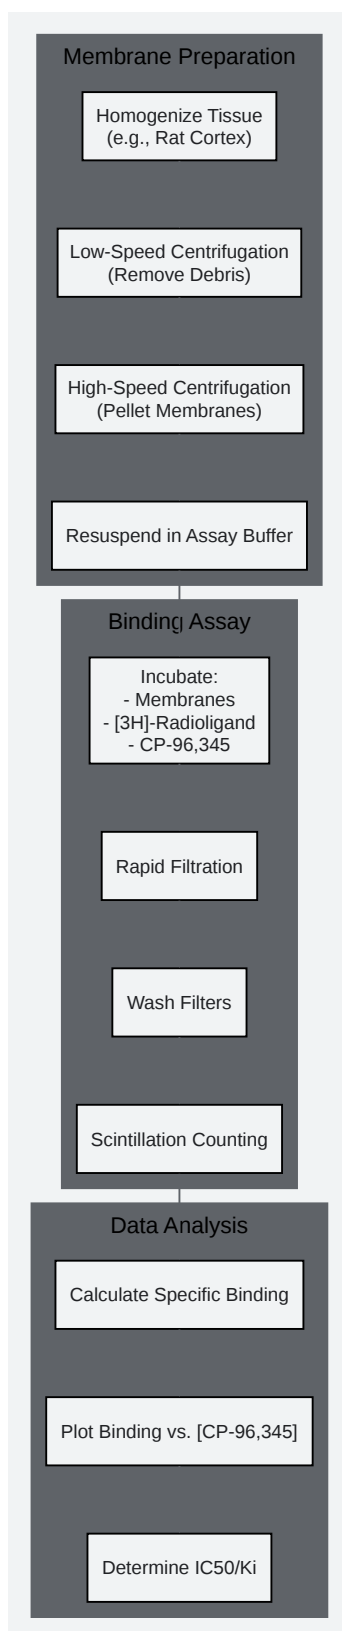 Membrane Preparation
Homogenize Tissue
(e.g., Rat Cortex)
Low-Speed Centrifugation
(Remove Debris)
High-Speed Centrifugation
(Pellet Membranes)
Resuspend in Assay Buffer
Binding Assay
Incubate:
- Membranes
- [3H]-Radioligand
- CP-96,345
Rapid Filtration
Wash Filters
Scintillation Counting
Data Analysis
Calculate Specific Binding
Plot Binding vs. [CP-96,345]
Determine IC50/Ki